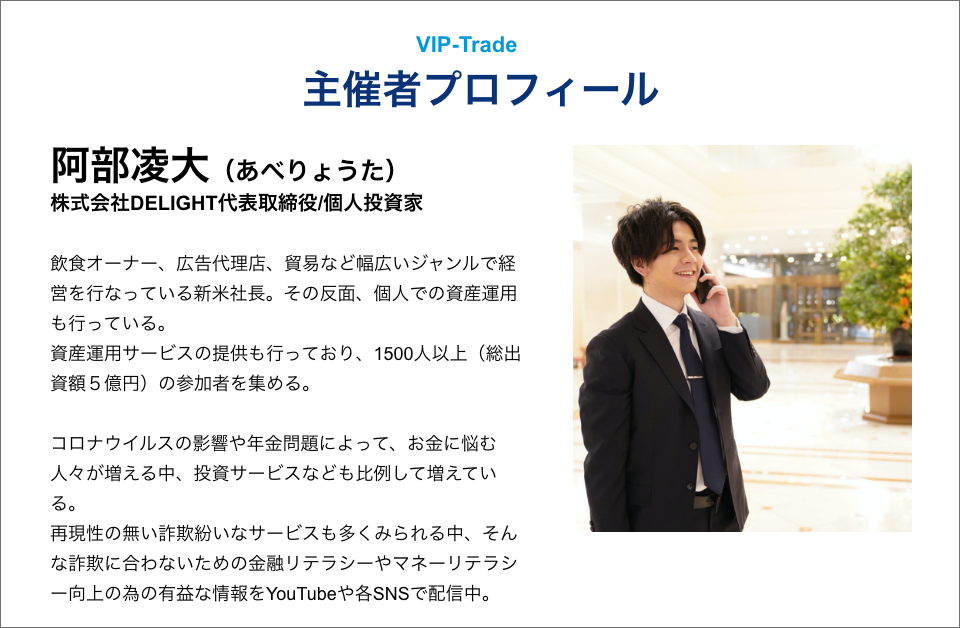 VIP-Trade
主催者プロフィール
阿部凌大（あべりょうた）
株式会社DELIGHT代表取締役/個人投資家
飲食オーナー、広告代理店、貿易など幅広いジャンルで経
営を行なっている新米社長。その反面、個人での資産運用
も行っている。
資産運用サービスの提供も行っており、1500人以上（総出
資額５億円）の参加者を集める。
コロナウイルスの影響や年金問題によって、お金に悩む
人々が増える中、投資サービスなども比例して増えてい
る。
再現性の無い詐欺紛いなサービスも多くみられる中、そん
な詐欺に合わないための金融リテラシーやマネーリテラシ
ー向上の為の有益な情報をYouTubeや各SNSで配信中。